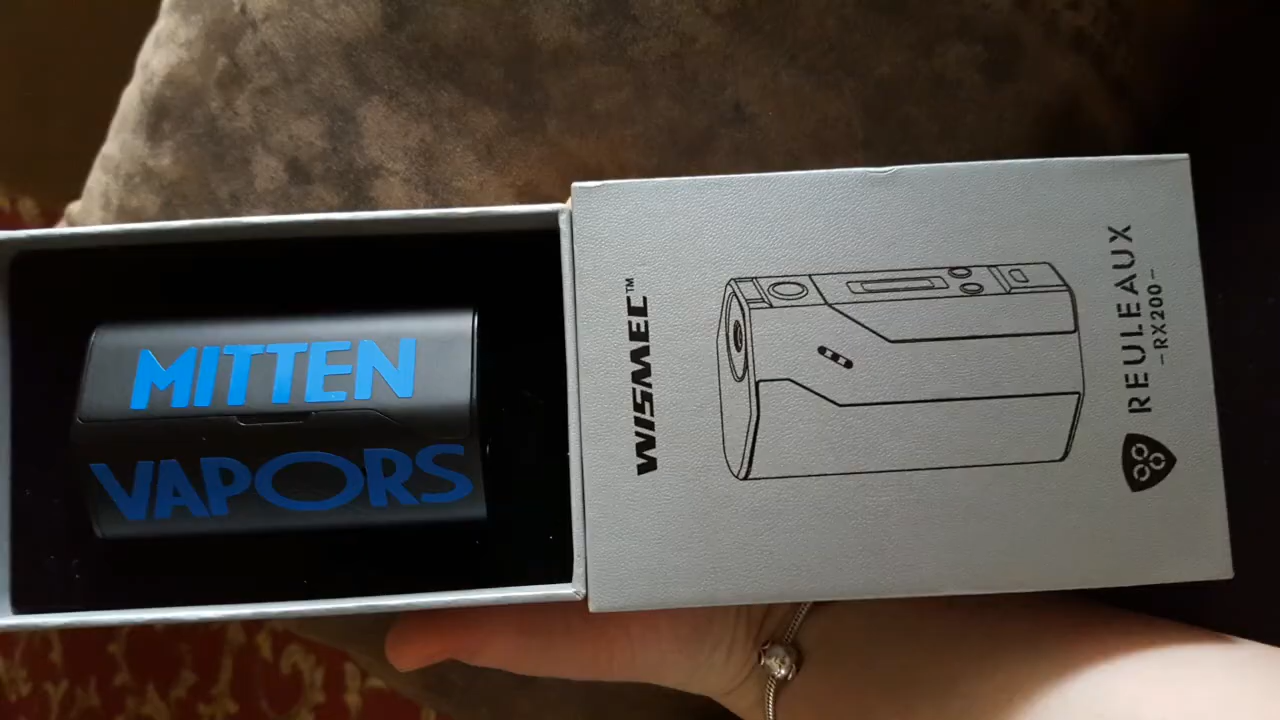 MITTEN
VAPORS
WISMEC™
REULEAUX
-RX200-